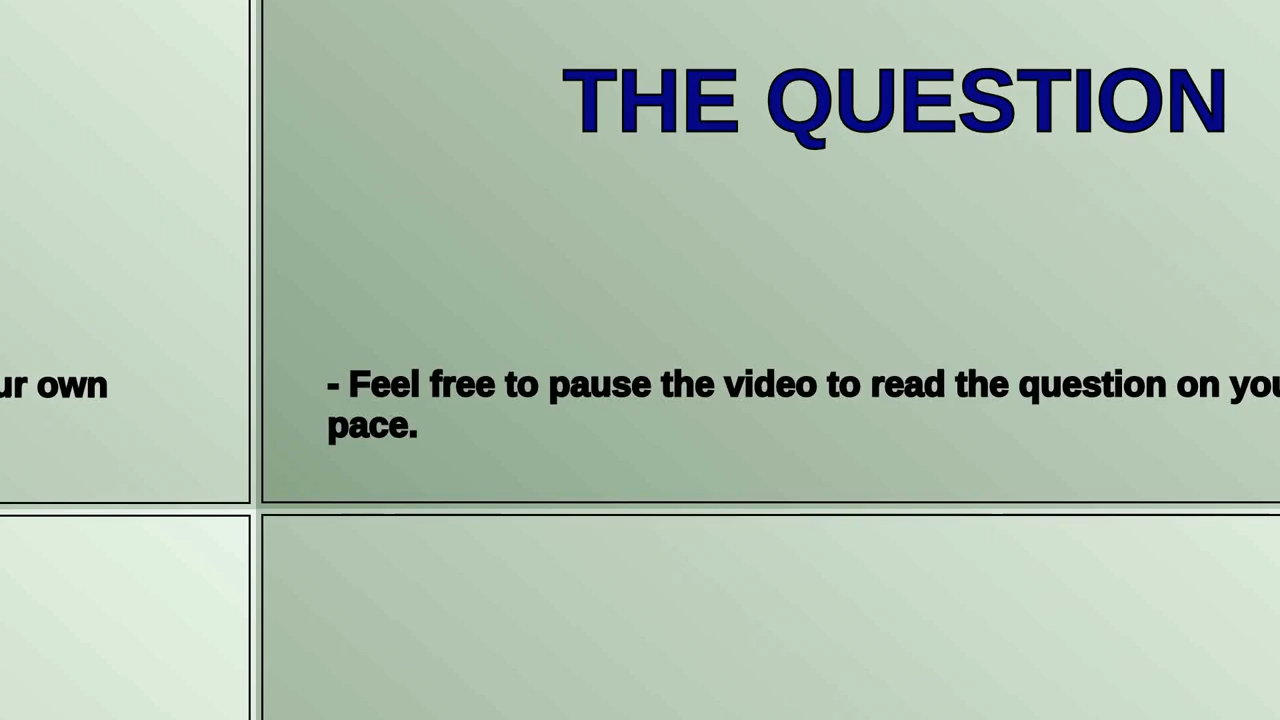 THE QUESTION
ur own
- Feel free to pause the video to read the question on you
pace.